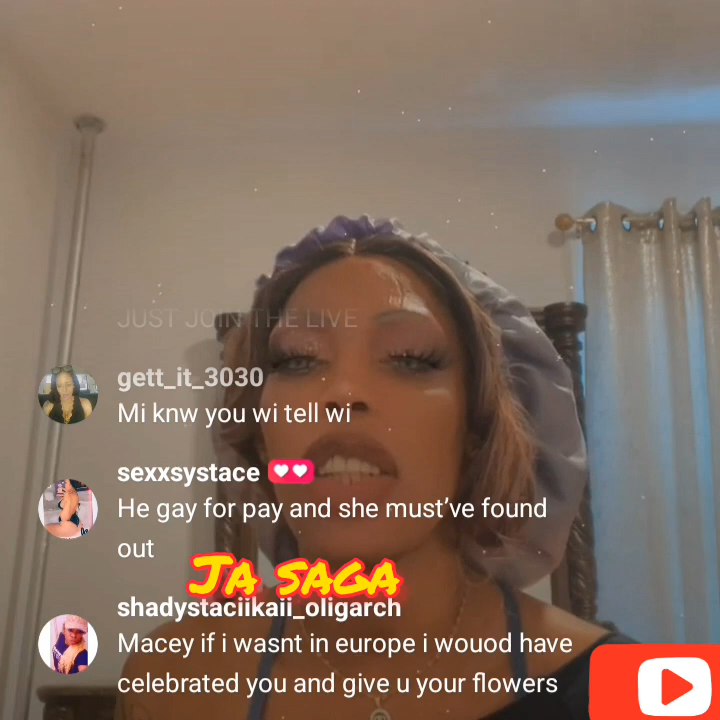 JUST JOIN THE LIVE
gett_it_3030
Mi knw you wi tell wi
sexxsystace
He gay for pay and she must’ve found
out
JA SAGA
shadystaciikaii_oligarch
Macey if i wasnt in europe i wouod have
celebrated you and give u your flowers